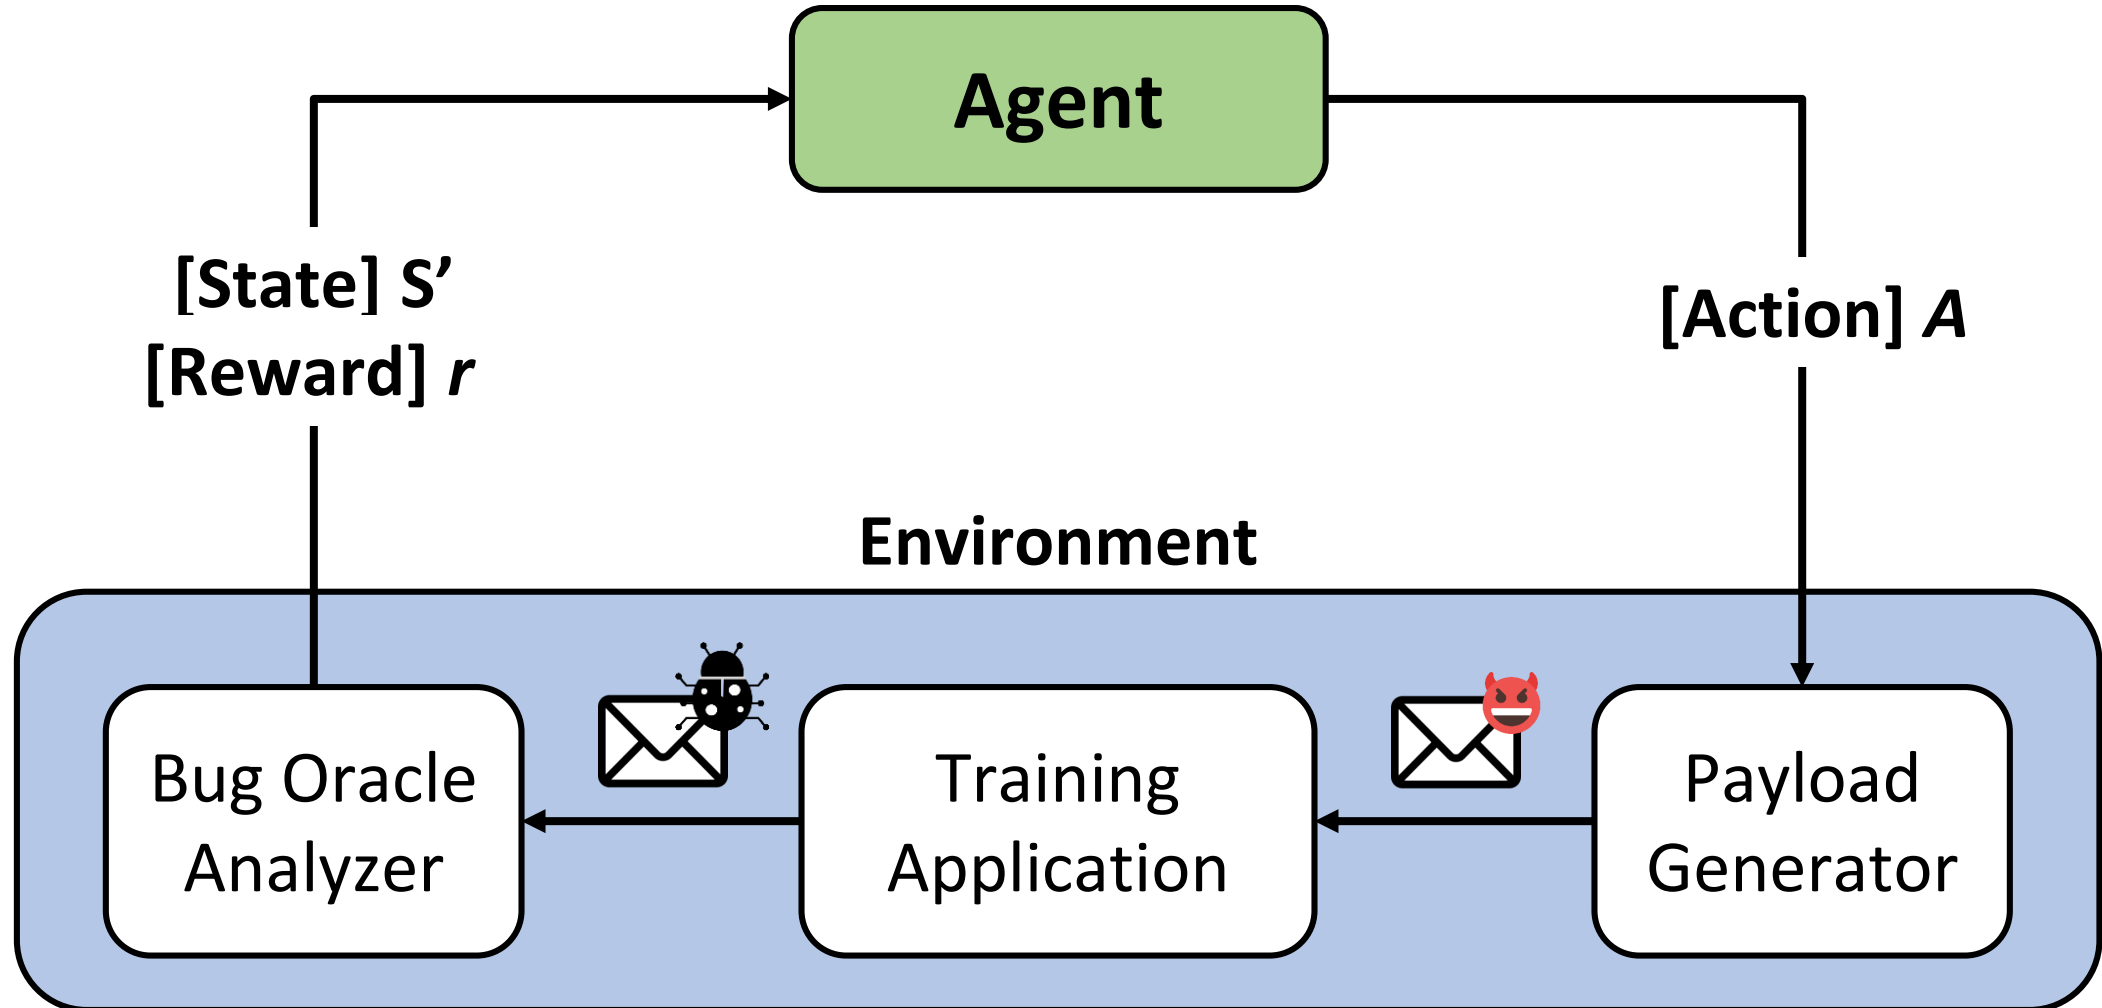 Agent
[State] S’
[Reward] r
[Action] A
Environment
Bug Oracle
Analyzer
Training
Application
Payload
Generator